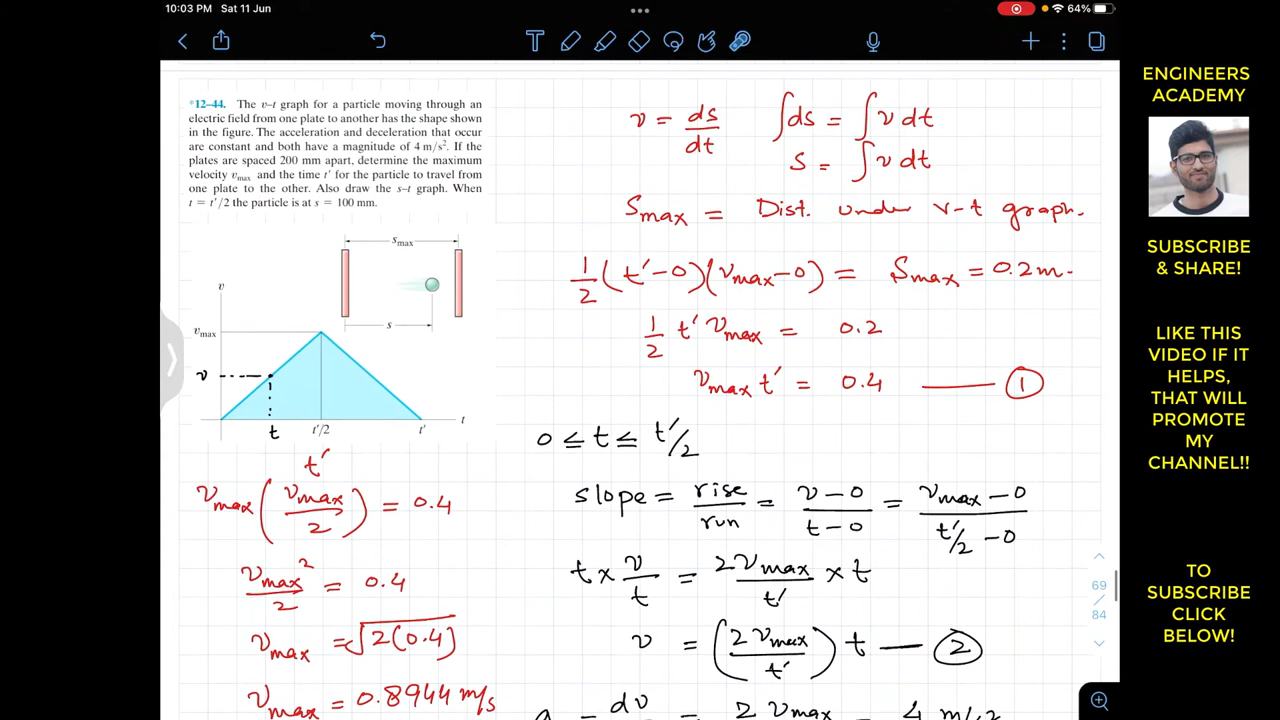 10:03 PM Sat 11 Jun
64%
*12–44. The v–t graph for a particle moving through an
electric field from one plate to another has the shape shown
in the figure. The acceleration and deceleration that occur
are constant and both have a magnitude of 4 m/s². If the
plates are spaced 200 mm apart, determine the maximum
velocity vmax and the time t′ for the particle to travel from
one plate to the other. Also draw the s–t graph. When
t = t′/2 the particle is at s = 100 mm.
smax
s
v
vmax
v
t
t′/2
t′
t
t′
vmax (vmax/2) = 0.4
vmax²/2 = 0.4
vmax = √2(0.4)
vmax = 0.8944 m/s
v = ds/dt ∫ds = ∫v dt
s = ∫v dt
Smax = Dist. under v-t graph.
1/2 (t′-0)(vmax-0) = Smax = 0.2m.
1/2 t′ vmax = 0.2
vmax t′ = 0.4 —— 1
0 ≤ t ≤ t′/2
slope = rise/run = v-0/t-0 = vmax-0/t′/2-0
t x v/t = 2vmax/t′ x t
v = (2vmax/t′) t — 2
a = dv = 2 vmax = 4 m/s2
69
84
ENGINEERS
ACADEMY
SUBSCRIBE
& SHARE!
LIKE THIS
VIDEO IF IT
HELPS,
THAT WILL
PROMOTE
MY
CHANNEL!!
TO
SUBSCRIBE
CLICK
BELOW!